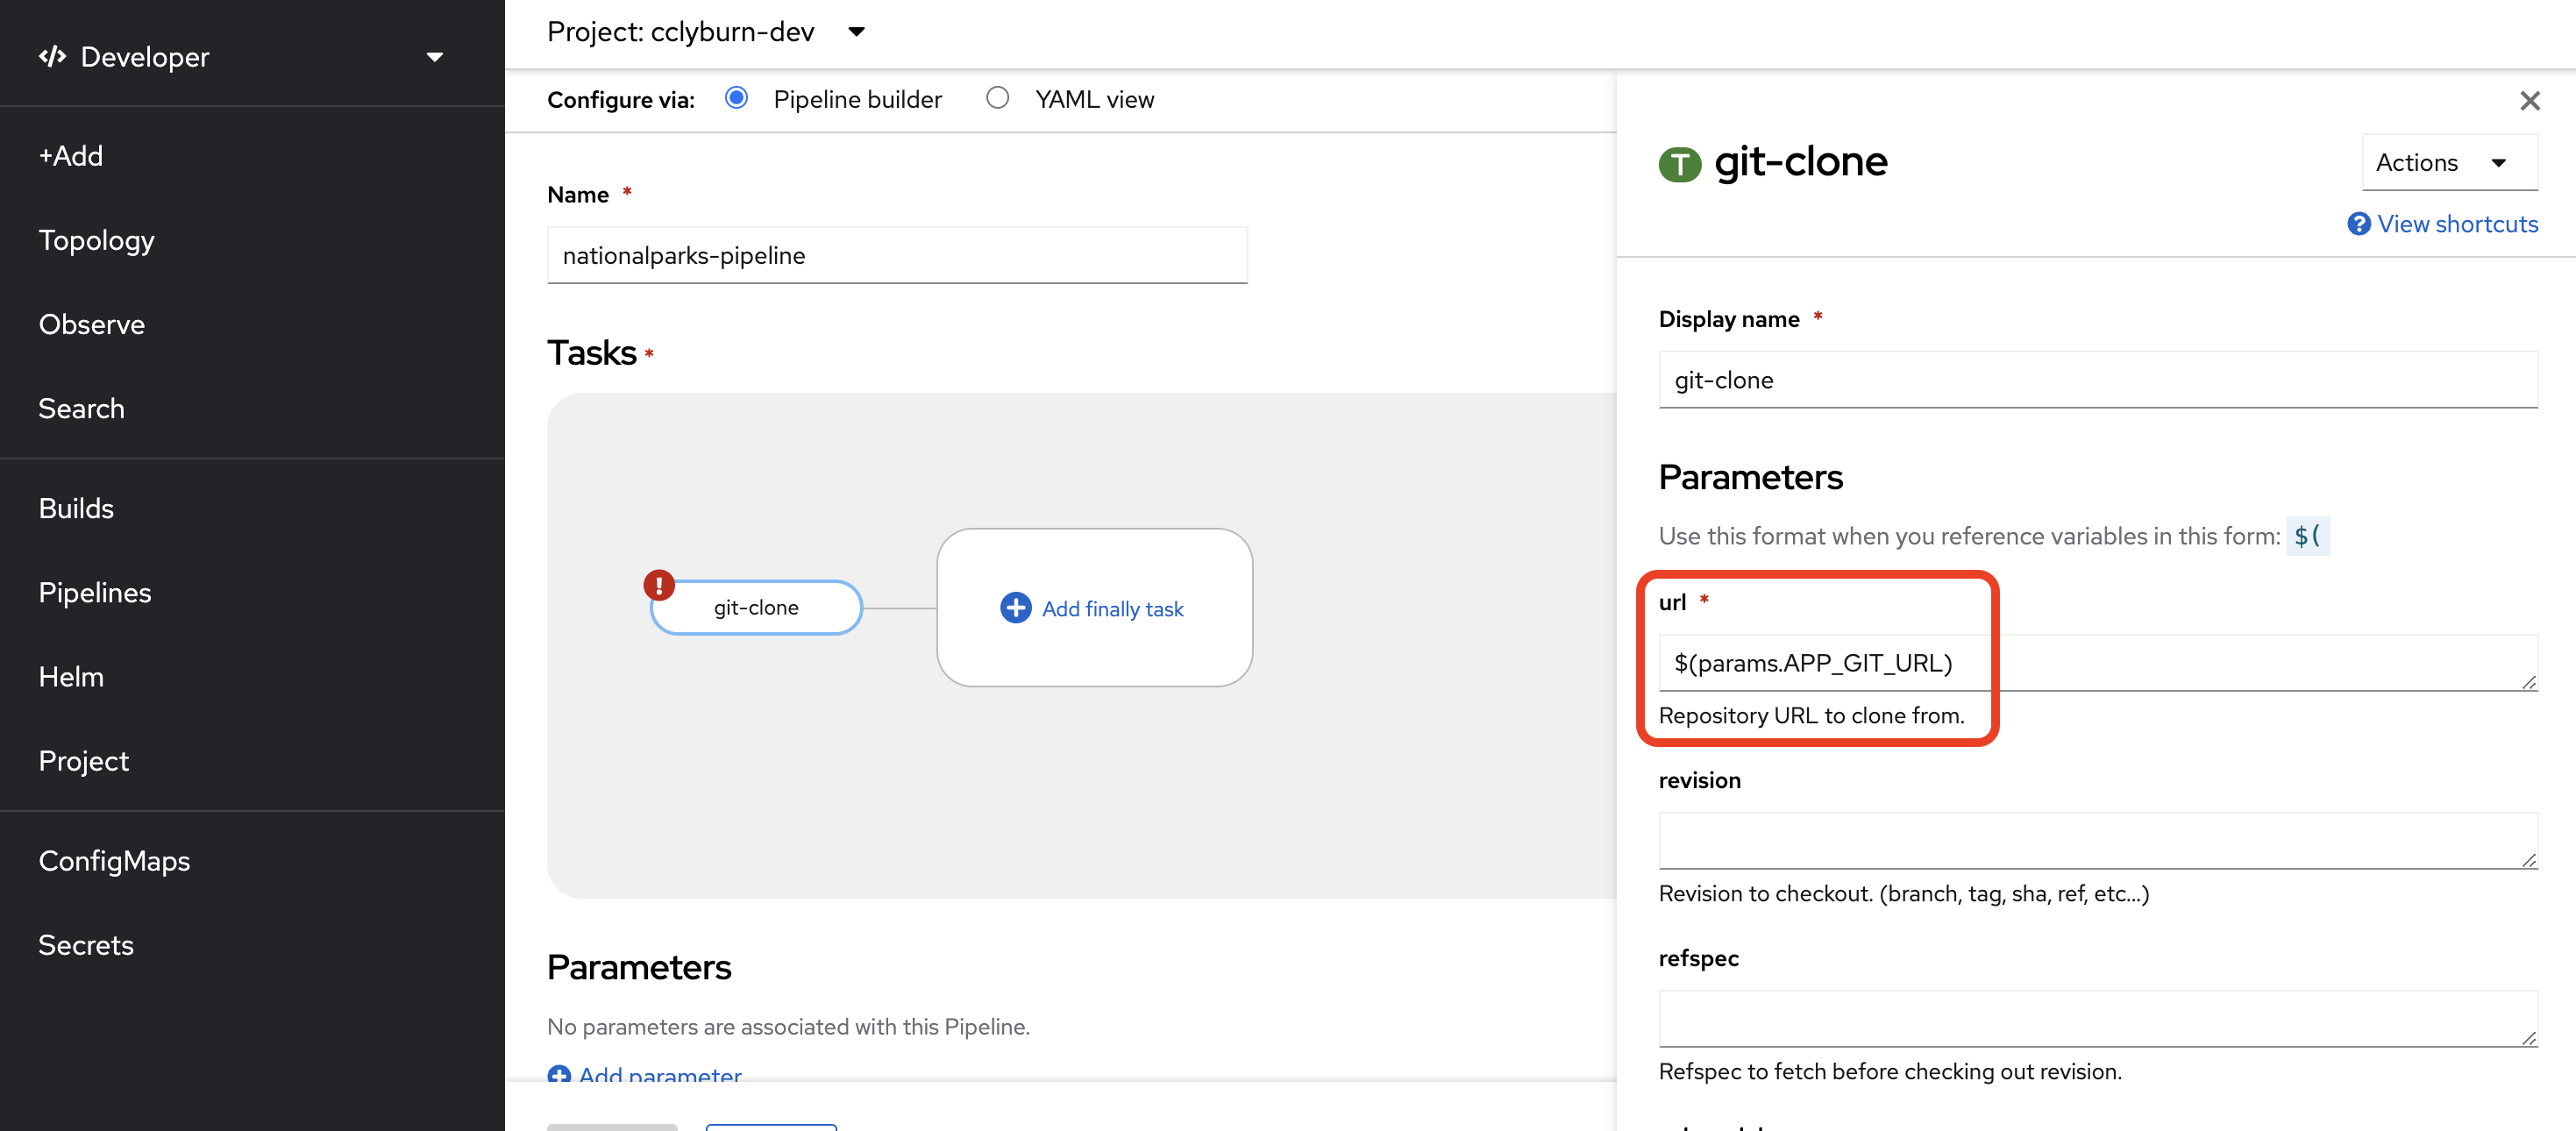 Developer
+Add
Topology
Observe
Search
Builds
Pipelines
Helm
Project
ConfigMaps
Secrets
Project: cclyburn-dev
Configure via: Pipeline builder YAML view
Name *
nationalparks-pipeline
Tasks *
git-clone
Add finally task
Parameters
No parameters are associated with this Pipeline.
Add parameter
T git-clone
Actions
View shortcuts
Display name *
git-clone
Parameters
Use this format when you reference variables in this form: $(
url *
$(params.APP_GIT_URL)
Repository URL to clone from.
revision
Revision to checkout. (branch, tag, sha, ref, etc...)
refspec
Refspec to fetch before checking out revision.